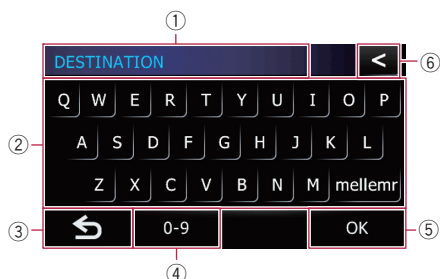 ①
DESTINATION < ⑥
② Q W E R T Y U I O P
A S D F G H J K L
Z X C V B N M mellemr
③ 0-9 OK ⑤
④